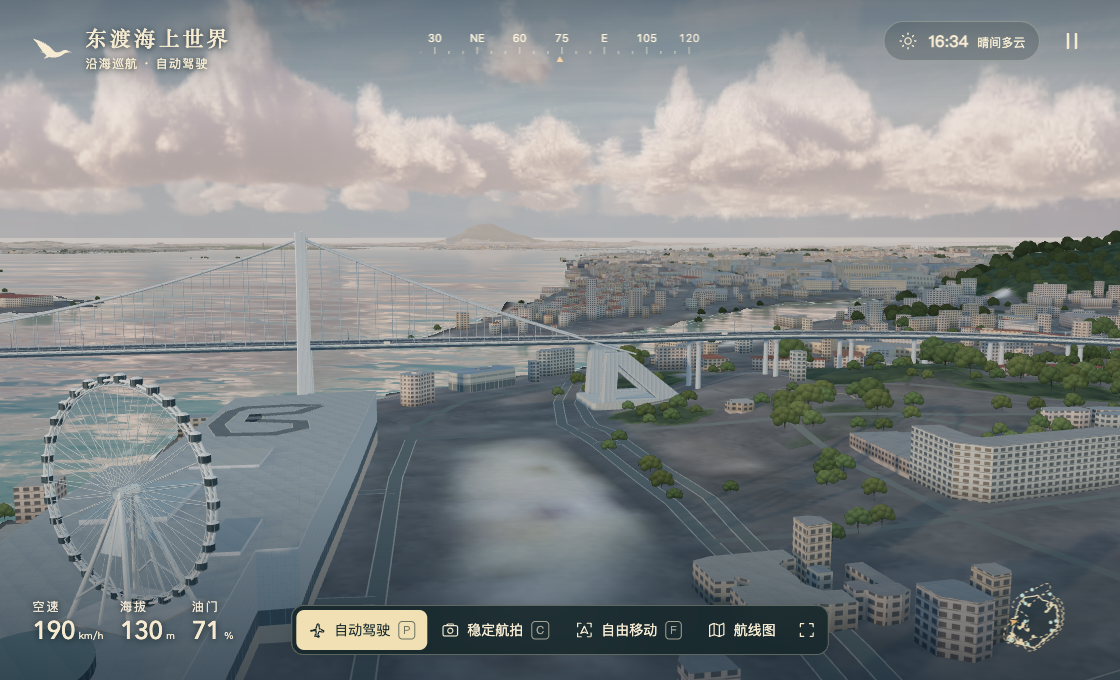 东渡海上世界
沿海巡航 · 自动驾驶
30 NE 60 75 E 105 120
16:34 晴间多云
空速 海拔 油门
190 km/h 130 m 71 %
自动驾驶 P 稳定航拍 C 自由移动 F 航线图